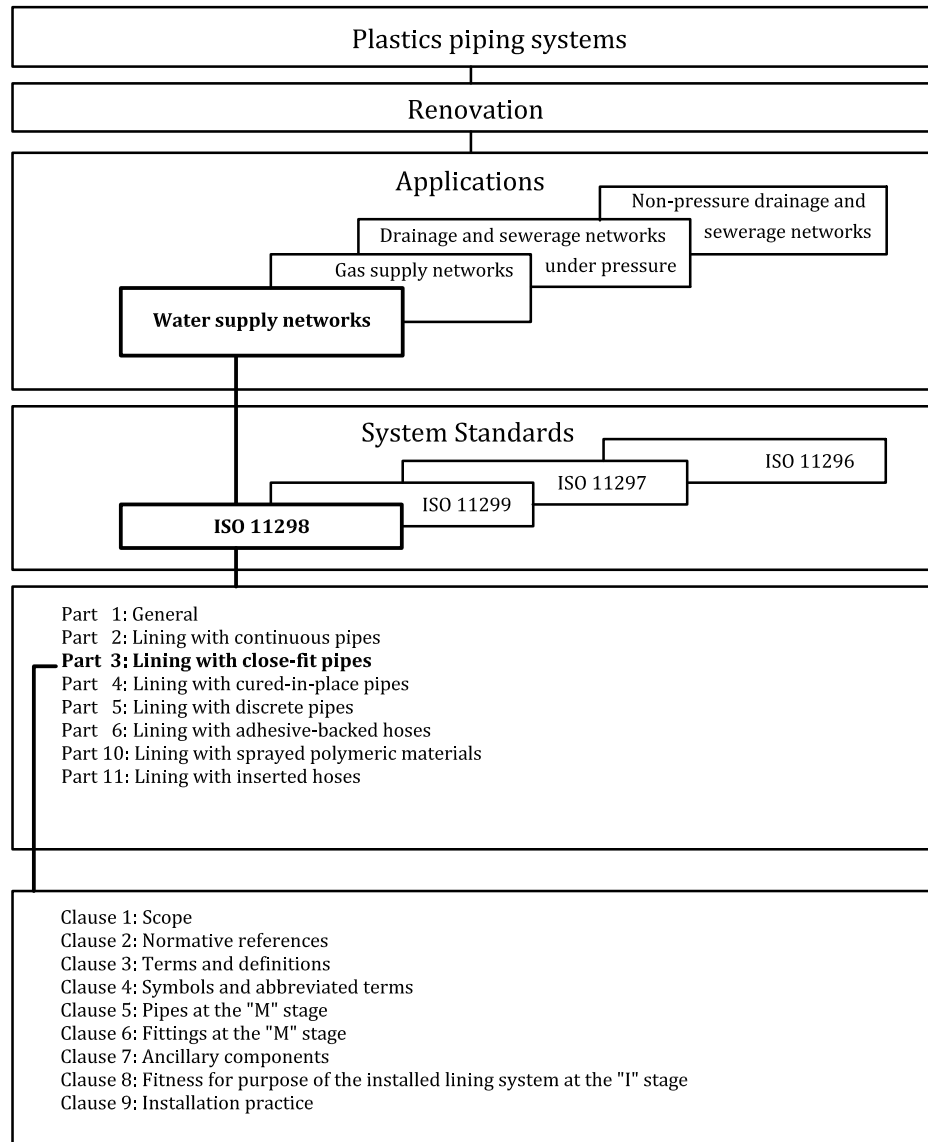 Plastics piping systems
Renovation
Applications
Non-pressure drainage and
sewerage networks
Drainage and sewerage networks
under pressure
Gas supply networks
Water supply networks
System Standards
ISO 11296
ISO 11297
ISO 11299
ISO 11298
Part 1: General
Part 2: Lining with continuous pipes
Part 3: Lining with close-fit pipes
Part 4: Lining with cured-in-place pipes
Part 5: Lining with discrete pipes
Part 6: Lining with adhesive-backed hoses
Part 10: Lining with sprayed polymeric materials
Part 11: Lining with inserted hoses
Clause 1: Scope
Clause 2: Normative references
Clause 3: Terms and definitions
Clause 4: Symbols and abbreviated terms
Clause 5: Pipes at the "M" stage
Clause 6: Fittings at the "M" stage
Clause 7: Ancillary components
Clause 8: Fitness for purpose of the installed lining system at the "I" stage
Clause 9: Installation practice